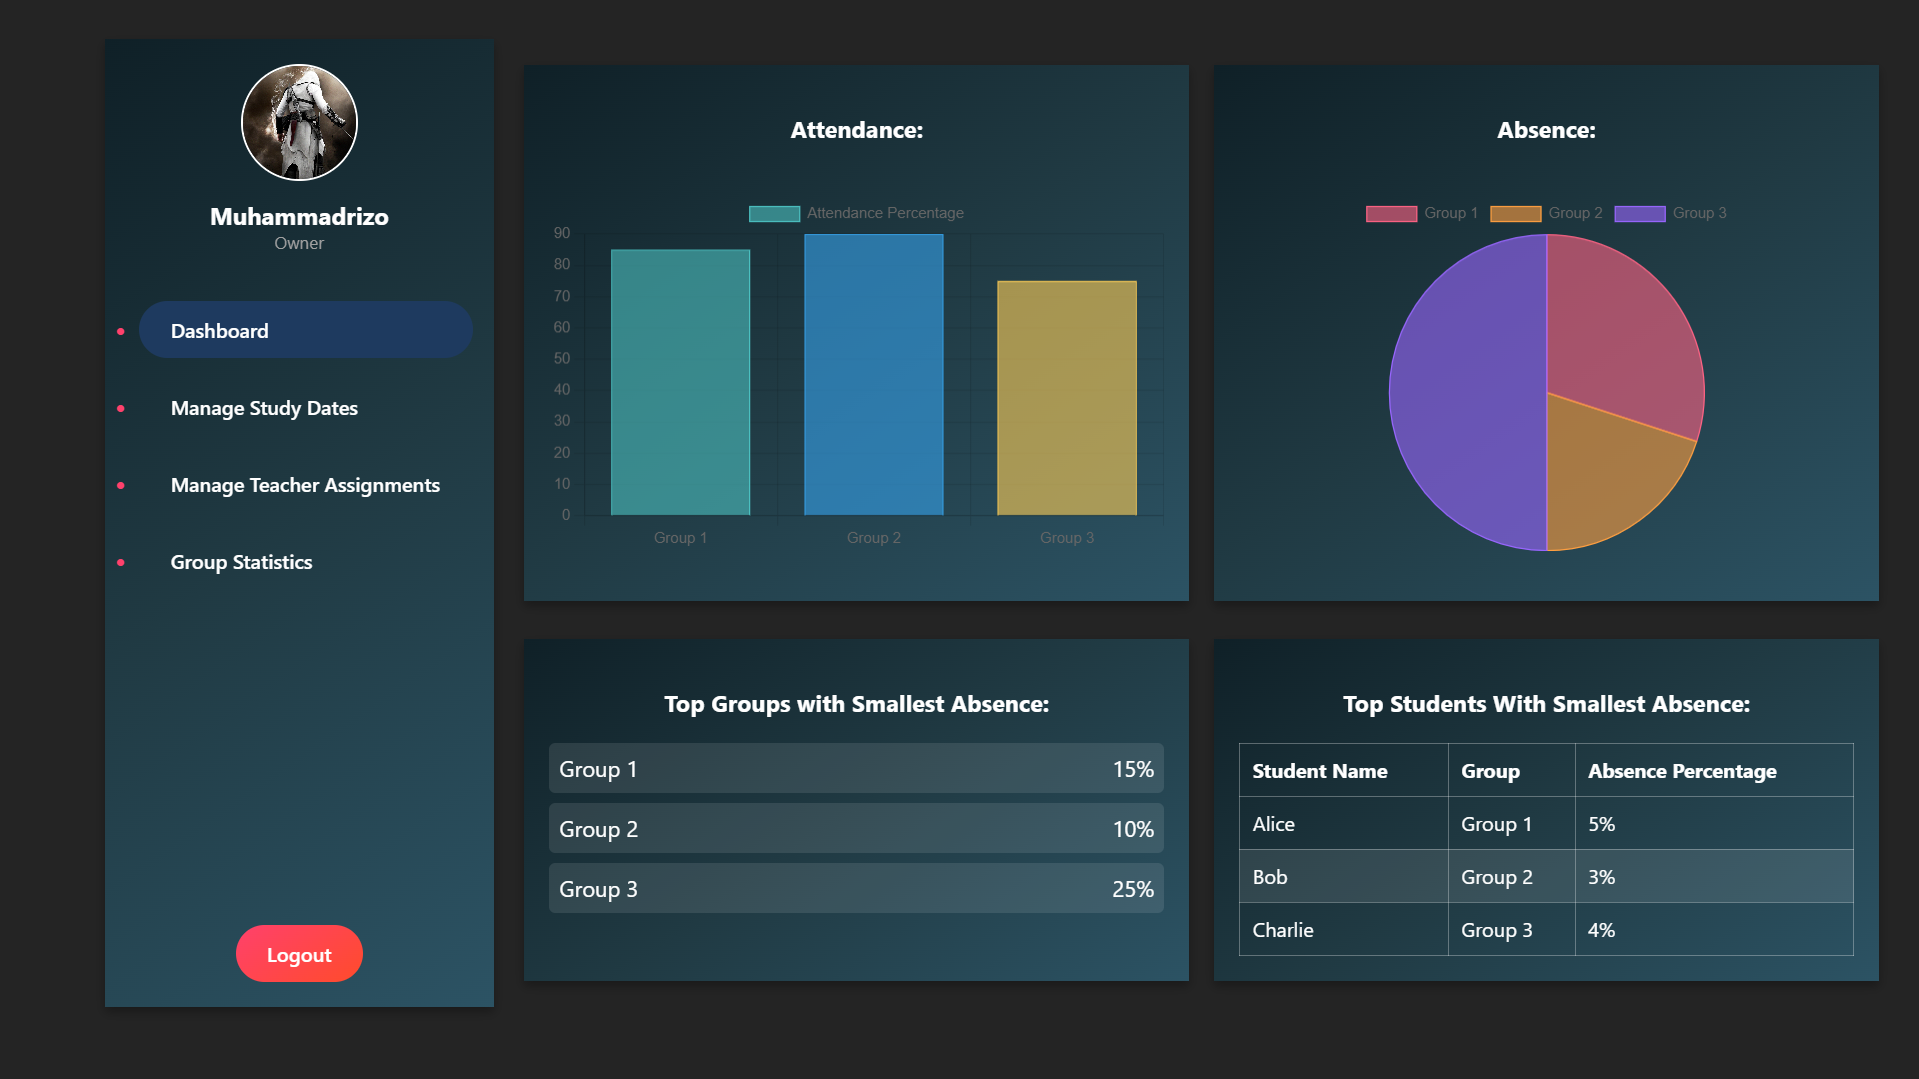 Muhammadrizo
Owner
Dashboard
Manage Study Dates
Manage Teacher Assignments
Group Statistics
Logout
Attendance:
Attendance Percentage
90
80
70
60
50
40
30
20
10
0
Group 1 Group 2 Group 3
Absence:
Group 1 Group 2 Group 3
Top Groups with Smallest Absence:
Group 1 15%
Group 2 10%
Group 3 25%
Top Students With Smallest Absence:
Student Name Group Absence Percentage
Alice Group 1 5%
Bob Group 2 3%
Charlie Group 3 4%